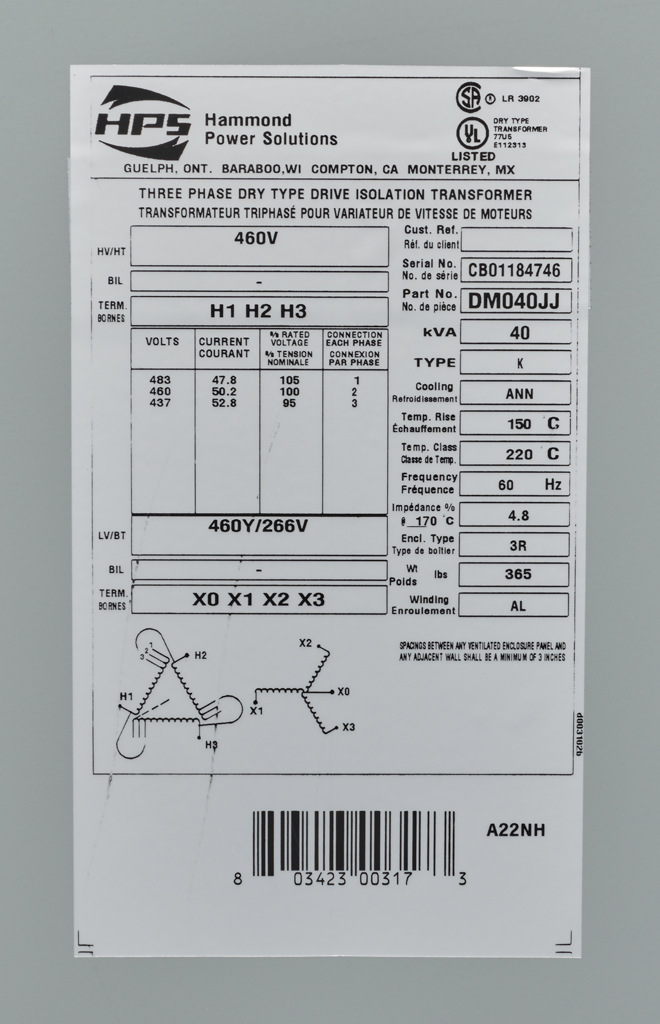 HPS
Hammond
Power Solutions
SA LR 3902
UL DRY TYPE
TRANSFORMER
77U5
E112313
LISTED
GUELPH, ONT. BARABOO,WI COMPTON, CA MONTERREY, MX
THREE PHASE DRY TYPE DRIVE ISOLATION TRANSFORMER
TRANSFORMATEUR TRIPHASÉ POUR VARIATEUR DE VITESSE DE MOTEURS
HV/HT 460V
BIL -
TERM. BORNES H1 H2 H3
VOLTS CURRENT COURANT % RATED VOLTAGE % TENSION NOMINALE CONNECTION EACH PHASE CONNEXION PAR PHASE
483 47.8 105 1
460 50.2 100 2
437 52.8 95 3
LV/BT 460Y/266V
BIL -
TERM. BORNES X0 X1 X2 X3
Cust. Ref.
Réf. du client
Serial No.
No. de série CB01184746
Part No.
No. de pièce DM040JJ
kVA 40
TYPE K
Cooling
Refroidissement ANN
Temp. Rise
Échauffement 150 C
Temp. Class
Classe de Temp. 220 C
Frequency
Fréquence 60 Hz
Impédance %
@ 170 °C 4.8
Encl. Type
Type de boîtier 3R
Wt
Poids lbs 365
Winding
Enroulement AL
SPACINGS BETWEEN ANY VENTILATED ENCLOSURE PANEL AND
ANY ADJACENT WALL SHALL BE A MINIMUM OF 3 INCHES
1
2
3
H2
H1
H3
X2
X0
X1
X3
d003102b
A22NH
8 03423 00317 3